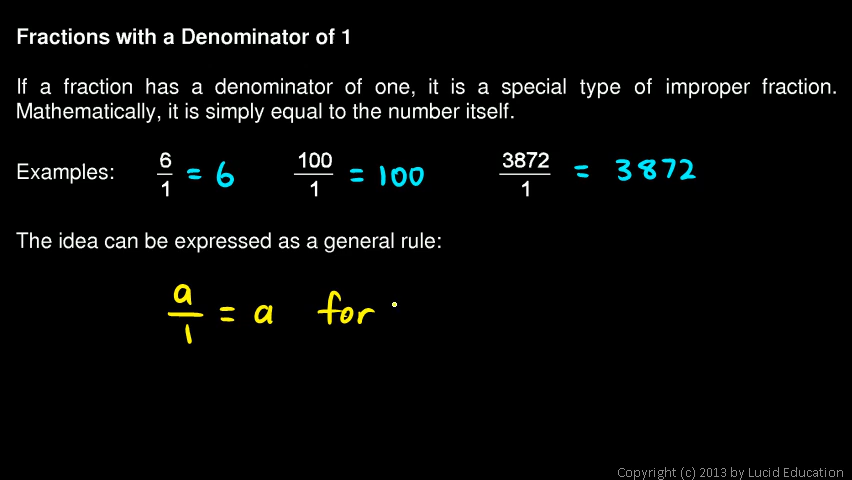 Fractions with a Denominator of 1
If a fraction has a denominator of one, it is a special type of improper fraction.
Mathematically, it is simply equal to the number itself.
Examples: 6/1 = 6 100/1 = 100 3872/1 = 3872
The idea can be expressed as a general rule:
a/1 = a for
Copyright (c) 2013 by Lucid Education